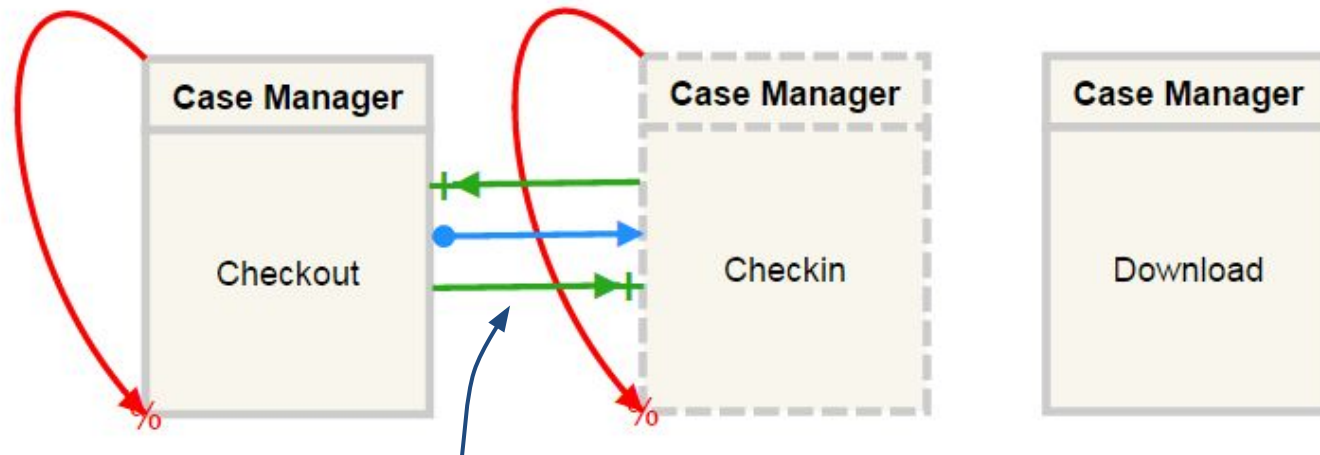 Case Manager
Checkout
%
Case Manager
Checkin
%
Case Manager
Download